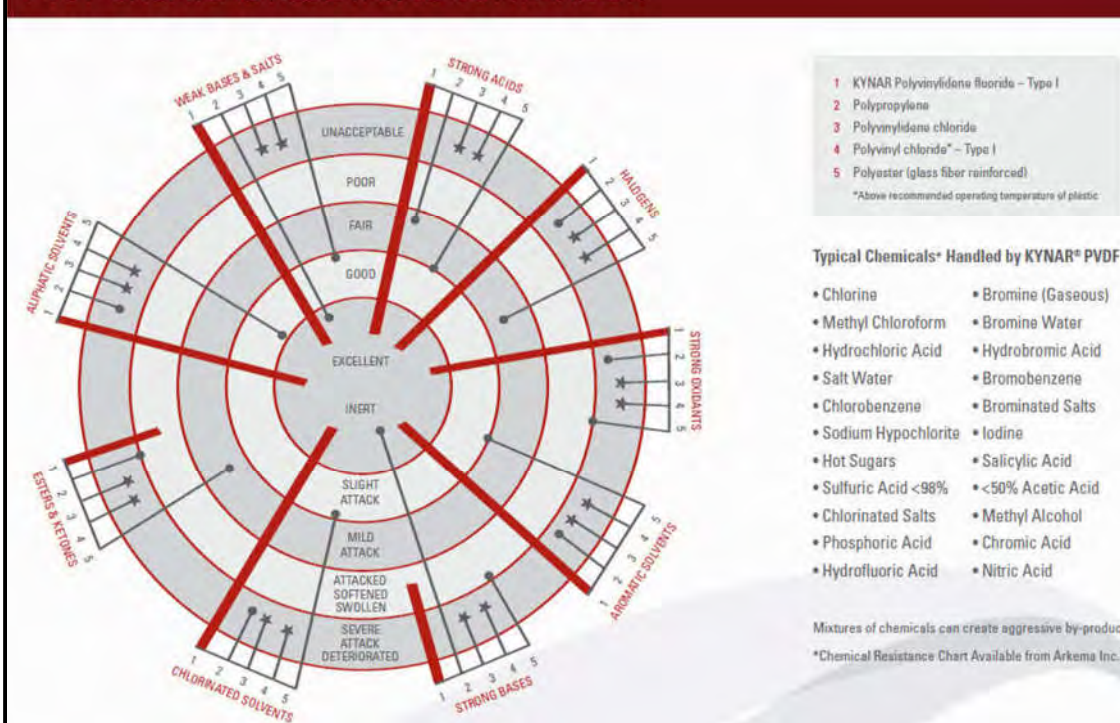 WEAK BASES & SALTS
1 2 3 4 5
STRONG ACIDS
1 2 3 4 5
HALOGENS
1 2 3 4 5
STRONG OXIDANTS
1 2 3 4 5
AROMATIC SOLVENTS
1 2 3 4 5
STRONG BASES
1 2 3 4 5
CHLORINATED SOLVENTS
1 2 3 4 5
ESTERS & KETONES
1 2 3 4 5
ALIPHATIC SOLVENTS
1 2 3 4 5
UNACCEPTABLE
POOR
FAIR
GOOD
EXCELLENT
INERT
SLIGHT
ATTACK
MILD
ATTACK
ATTACKED
SOFTENED
SWOLLEN
SEVERE
ATTACK
DETERIORATED
1 KYNAR Polyvinylidene fluoride – Type I
2 Polypropylene
3 Polyvinylidene chloride
4 Polyvinyl chloride* – Type I
5 Polyester (glass fiber reinforced)
*Above recommended operating temperature of plastic
Typical Chemicals* Handled by KYNAR® PVDF
• Chlorine
• Methyl Chloroform
• Hydrochloric Acid
• Salt Water
• Chlorobenzene
• Sodium Hypochlorite
• Hot Sugars
• Sulfuric Acid <98%
• Chlorinated Salts
• Phosphoric Acid
• Hydrofluoric Acid
• Bromine (Gaseous)
• Bromine Water
• Hydrobromic Acid
• Bromobenzene
• Brominated Salts
• Iodine
• Salicylic Acid
• <50% Acetic Acid
• Methyl Alcohol
• Chromic Acid
• Nitric Acid
Mixtures of chemicals can create aggressive by-produc
*Chemical Resistance Chart Available from Arkema Inc.